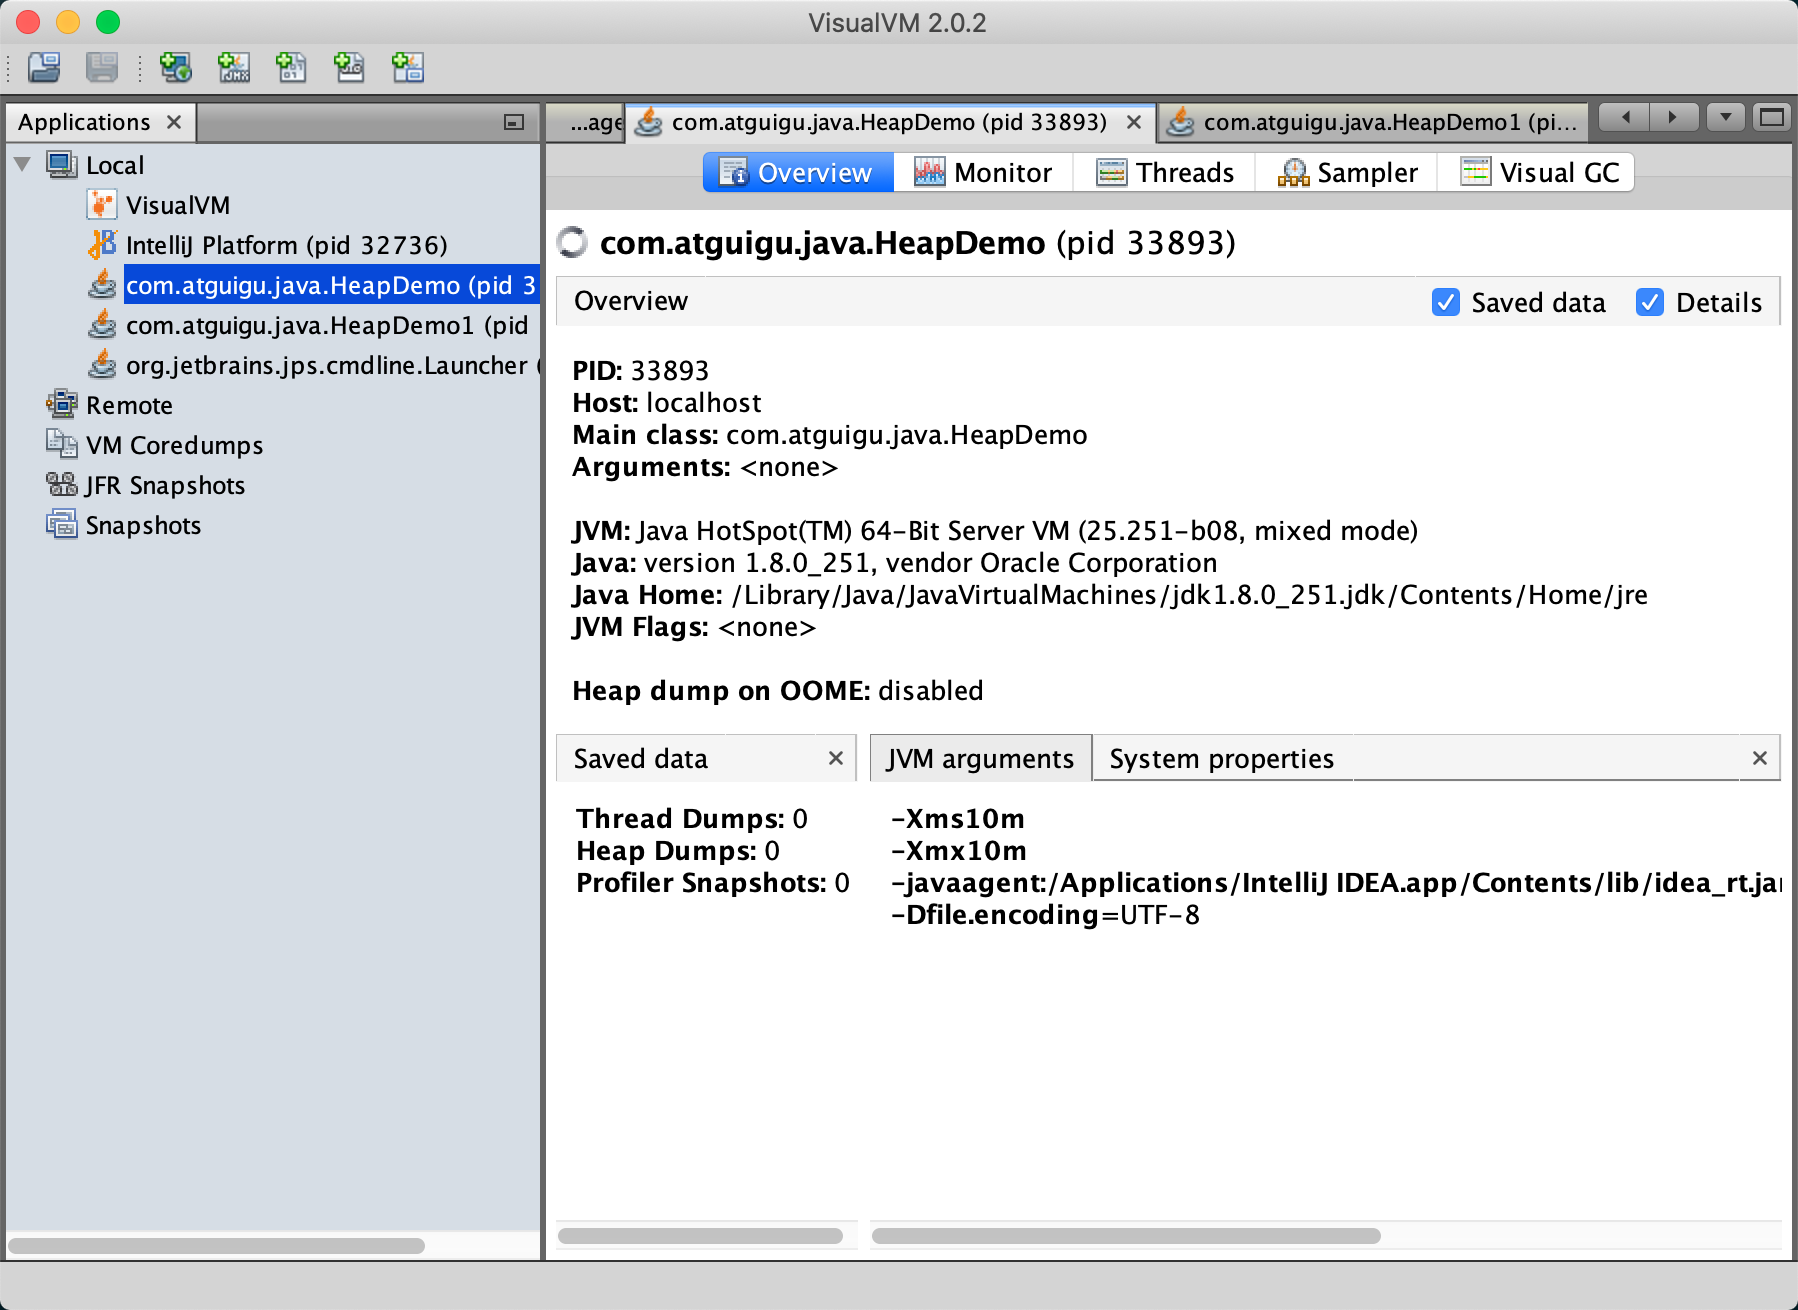 VisualVM 2.0.2
Applications
...age
com.atguigu.java.HeapDemo (pid 33893)
com.atguigu.java.HeapDemo1 (pi...
Local
VisualVM
IntelliJ Platform (pid 32736)
com.atguigu.java.HeapDemo (pid 3
com.atguigu.java.HeapDemo1 (pid
org.jetbrains.jps.cmdline.Launcher (
Remote
VM Coredumps
JFR Snapshots
Snapshots
Overview Monitor Threads Sampler Visual GC
com.atguigu.java.HeapDemo (pid 33893)
Overview
Saved data Details
PID: 33893
Host: localhost
Main class: com.atguigu.java.HeapDemo
Arguments: <none>
JVM: Java HotSpot(TM) 64-Bit Server VM (25.251-b08, mixed mode)
Java: version 1.8.0_251, vendor Oracle Corporation
Java Home: /Library/Java/JavaVirtualMachines/jdk1.8.0_251.jdk/Contents/Home/jre
JVM Flags: <none>
Heap dump on OOME: disabled
Saved data
Thread Dumps: 0
Heap Dumps: 0
Profiler Snapshots: 0
JVM arguments System properties
-Xms10m
-Xmx10m
-javaagent:/Applications/IntelliJ IDEA.app/Contents/lib/idea_rt.jar
-Dfile.encoding=UTF-8